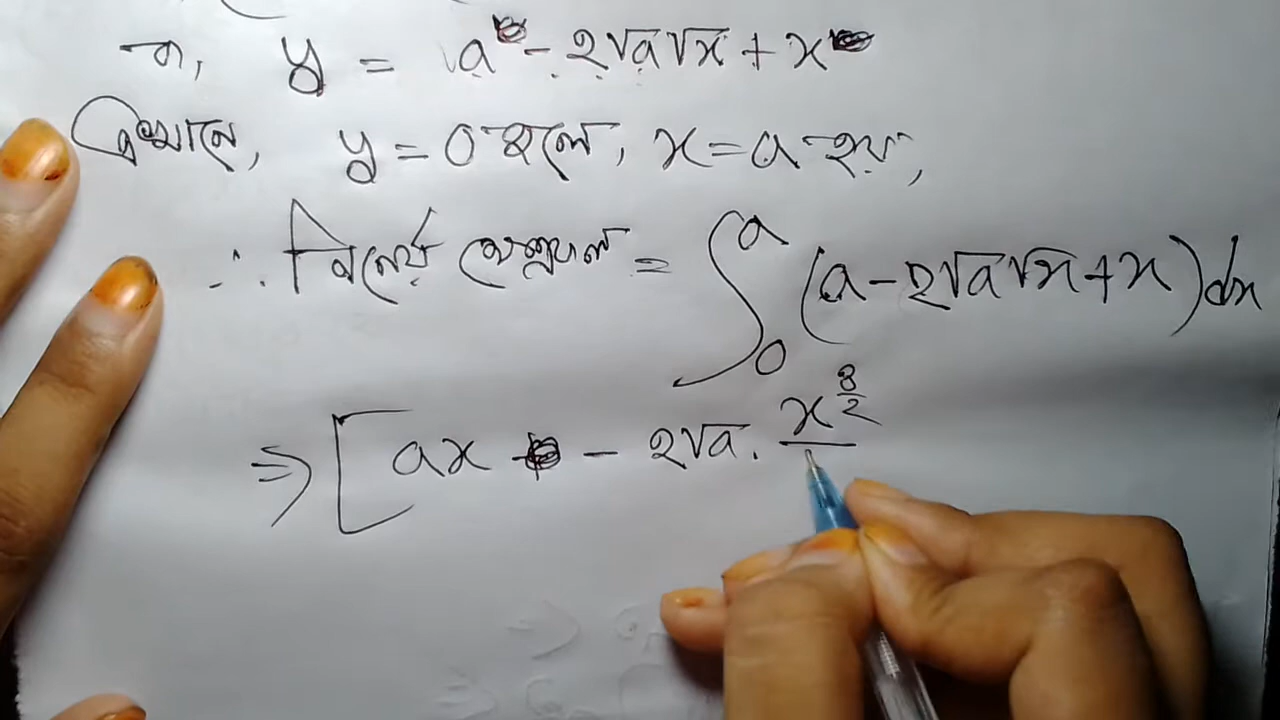 বা, y = a - 2√a√x + x
এখানে, y = 0 হলে, x = a হয়,
∴ নির্ণেয় ক্ষেত্রফল = ∫₀ᵃ (a - 2√a√x + x) dx
⇒ [ax - 2√a . x^(3/2)/